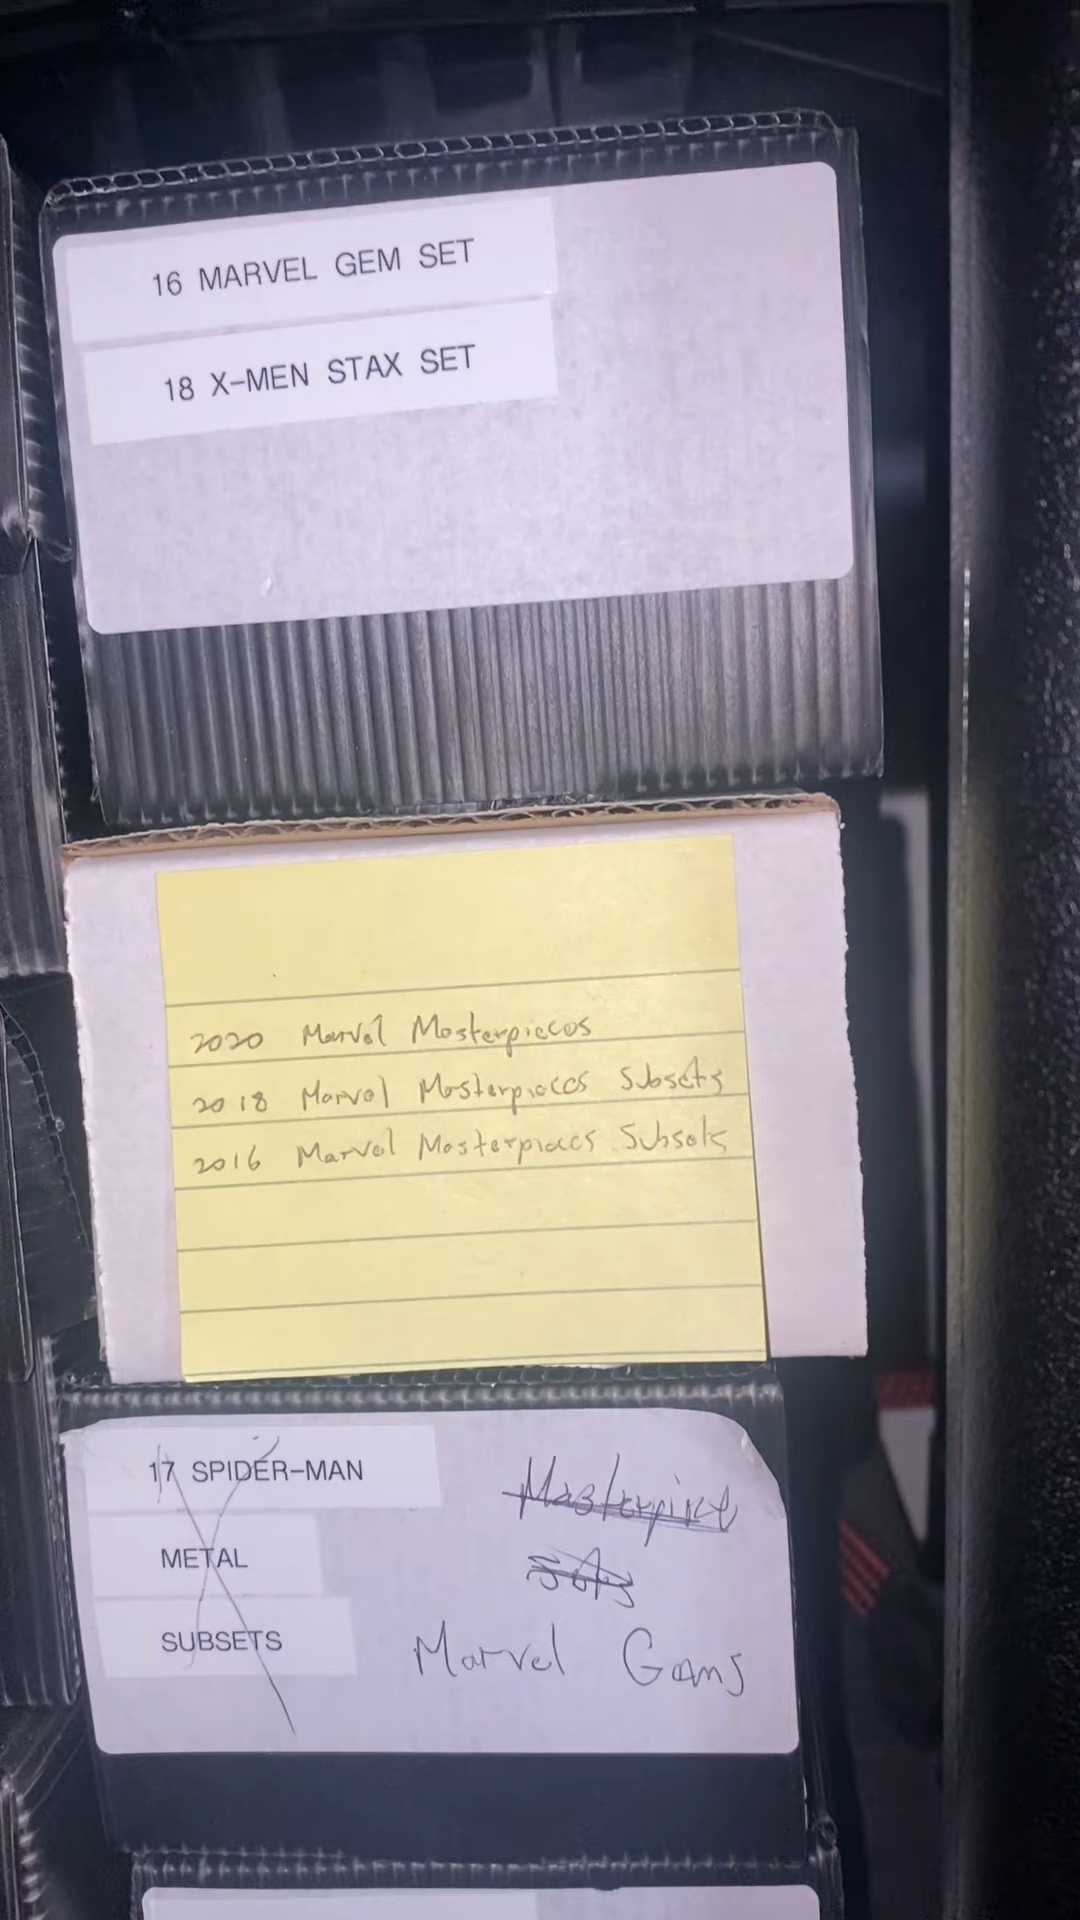 16 MARVEL GEM SET
18 X-MEN STAX SET
2020 Marvel Masterpieces
2018 Marvel Masterpieces Subsets
2016 Marvel Masterpiaes Subsets
17 SPIDER-MAN
METAL
SUBSETS
Masterpiece
Sets
Marvel Gems